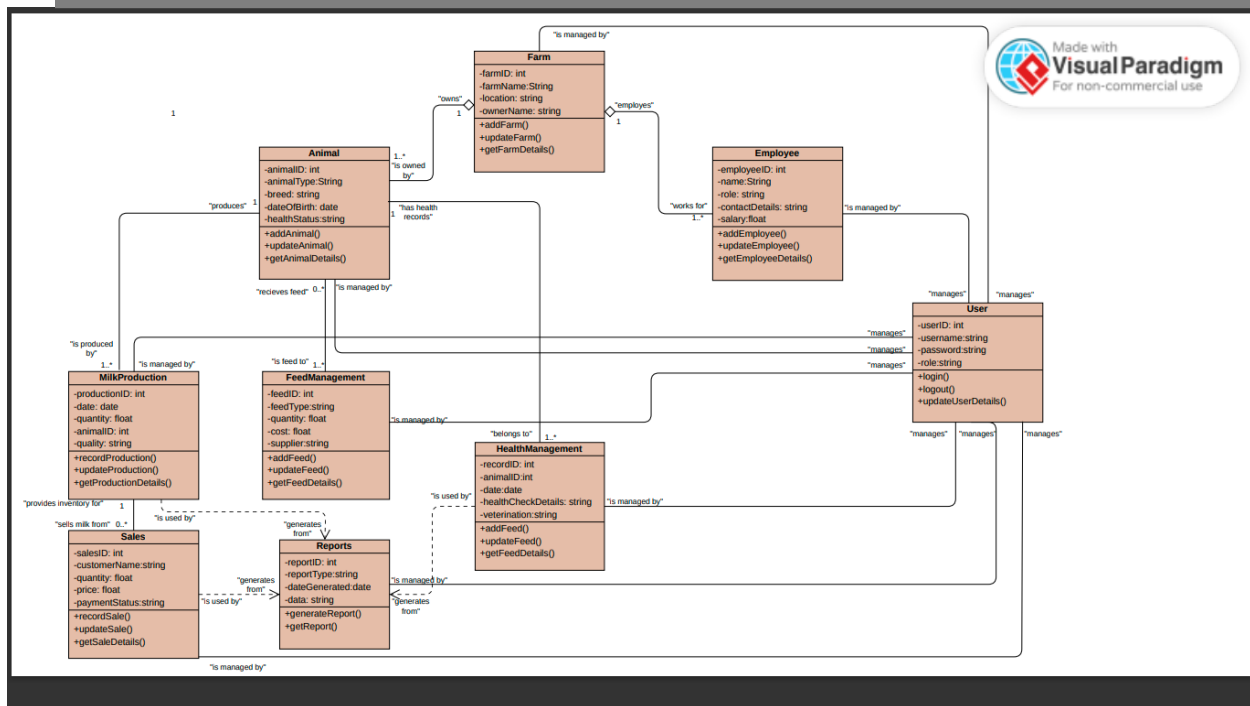 "is managed by"
Made with
VisualParadigm
For non-commercial use
Farm
-farmID: int
-farmName:String
-location: string
-ownerName: string
+addFarm()
+updateFarm()
+getFarmDetails()
"owns"
1
"employes"
1
1
Animal
-animalID: int
-animalType:String
-breed: string
-dateOfBirth: date
-healthStatus:string
+addAnimal()
+updateAnimal()
+getAnimalDetails()
1..*
"is owned
by"
"has health
records"
1
"produces"
1
Employee
-employeeID: int
-name:String
-role: string
-contactDetails: string
-salary:float
+addEmployee()
+updateEmployee()
+getEmployeeDetails()
"works for"
1..*
"is managed by"
"recieves feed"
0..*
"is managed by"
"manages"
"manages"
User
-userID: int
-username:string
-password:string
-role:string
+login()
+logout()
+updateUserDetails()
"manages"
"manages"
"manages"
"is produced
by"
1..*
"is managed by"
"is feed to"
1..*
MilkProduction
-productionID: int
-date: date
-quantity: float
-animalID: int
-quality: string
+recordProduction()
+updateProduction()
+getProductionDetails()
FeedManagement
-feedID: int
-feedType:string
-quantity: float
-cost: float
-supplier:string
+addFeed()
+updateFeed()
+getFeedDetails()
"is managed by"
"manages"
"manages"
"manages"
"belongs to"
1..*
HealthManagement
-recordID: int
-animalID:int
-date:date
-healthCheckDetails: string
-veterination:string
+addFeed()
+updateFeed()
+getFeedDetails()
"is used by"
"is managed by"
"provides inventory for"
1
"is used by"
"sells milk from"
0..*
"generates
from"
Sales
-salesID: int
-customerName:string
-quantity: float
-price: float
-paymentStatus:string
+recordSale()
+updateSale()
+getSaleDetails()
"generates
from"
"is used by"
Reports
-reportID: int
-reportType:string
-dateGenerated:date
-data: string
+generateReport()
+getReport()
"is managed by"
"generates
from"
"is managed by"